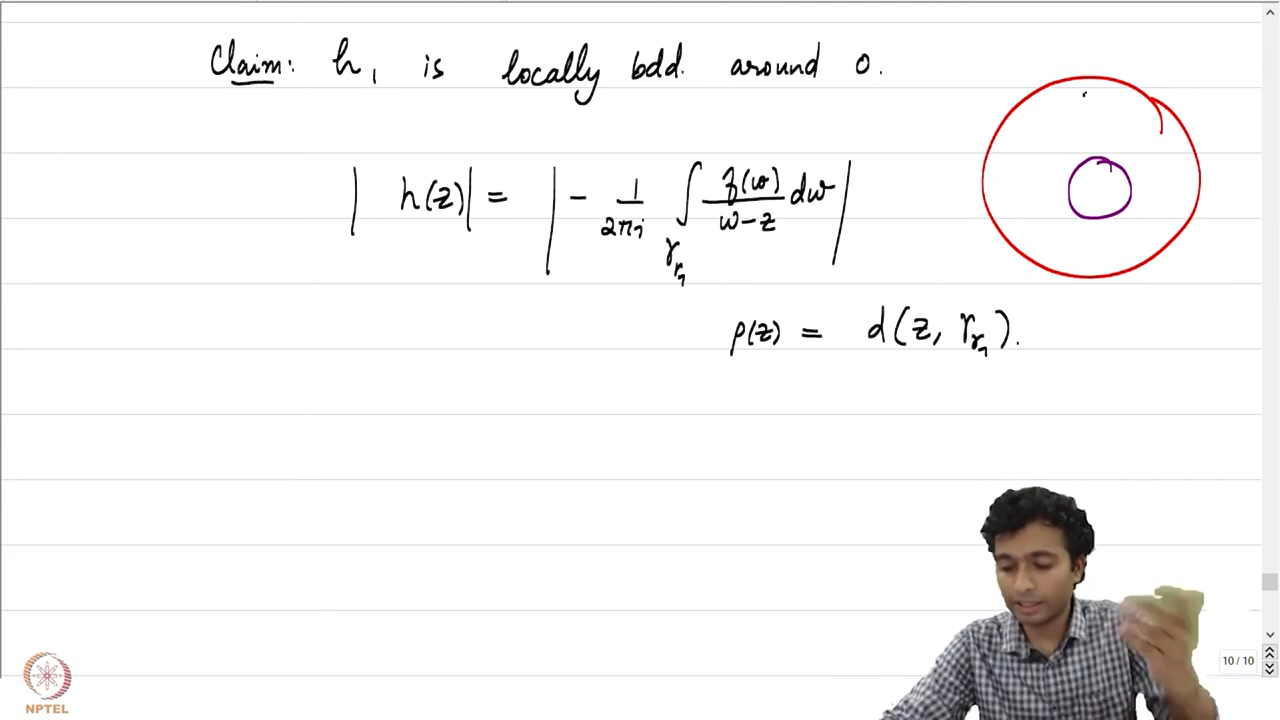 Claim: h₁ is locally bdd. around 0.
| h(z)| = | - 1/2πi ∫_{γ_{r₁}} f(w)/w-z dw |
ρ(z) = d(z, γ_{r₁}).
10 / 10
NPTEL